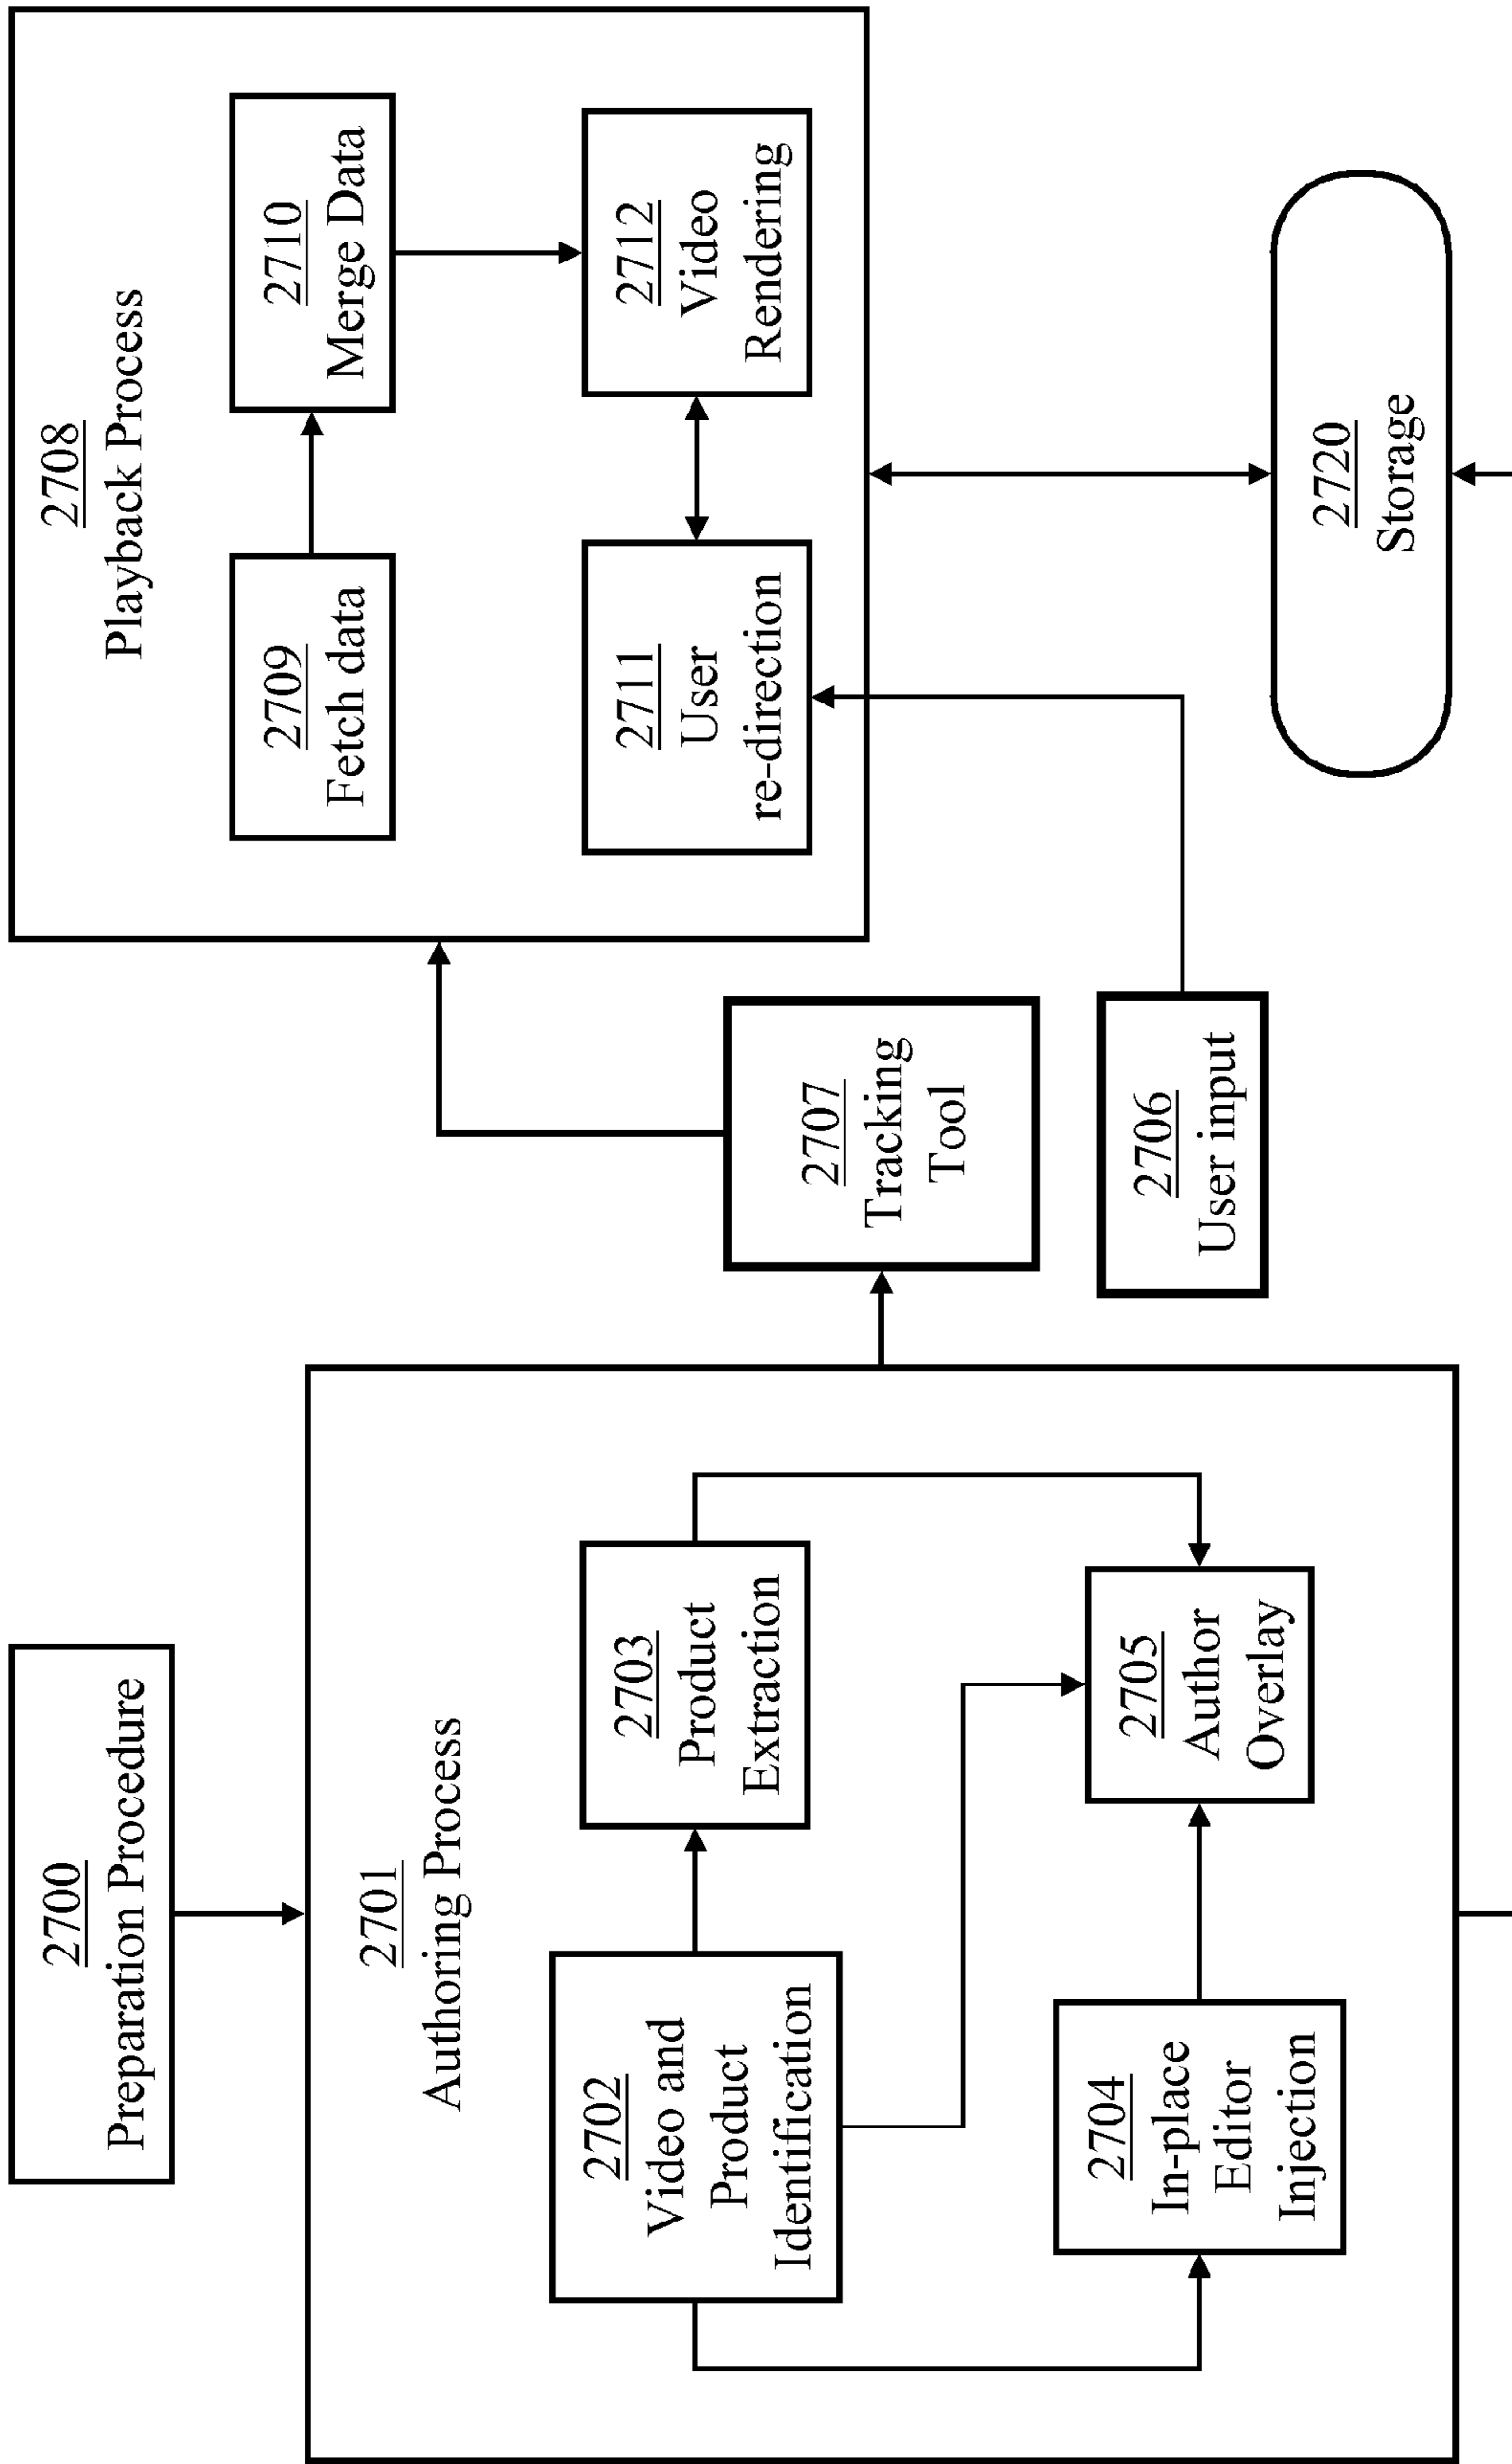 2700
Preparation Procedure
2701
Authoring Process
2702
Video and
Product
Identification
2703
Product
Extraction
2704
In-place
Editor
Injection
2705
Author
Overlay
2707
Tracking
Tool
2706
User input
2708
Playback Process
2709
Fetch data
2710
Merge Data
2711
User
re-direction
2712
Video
Rendering
2720
Storage